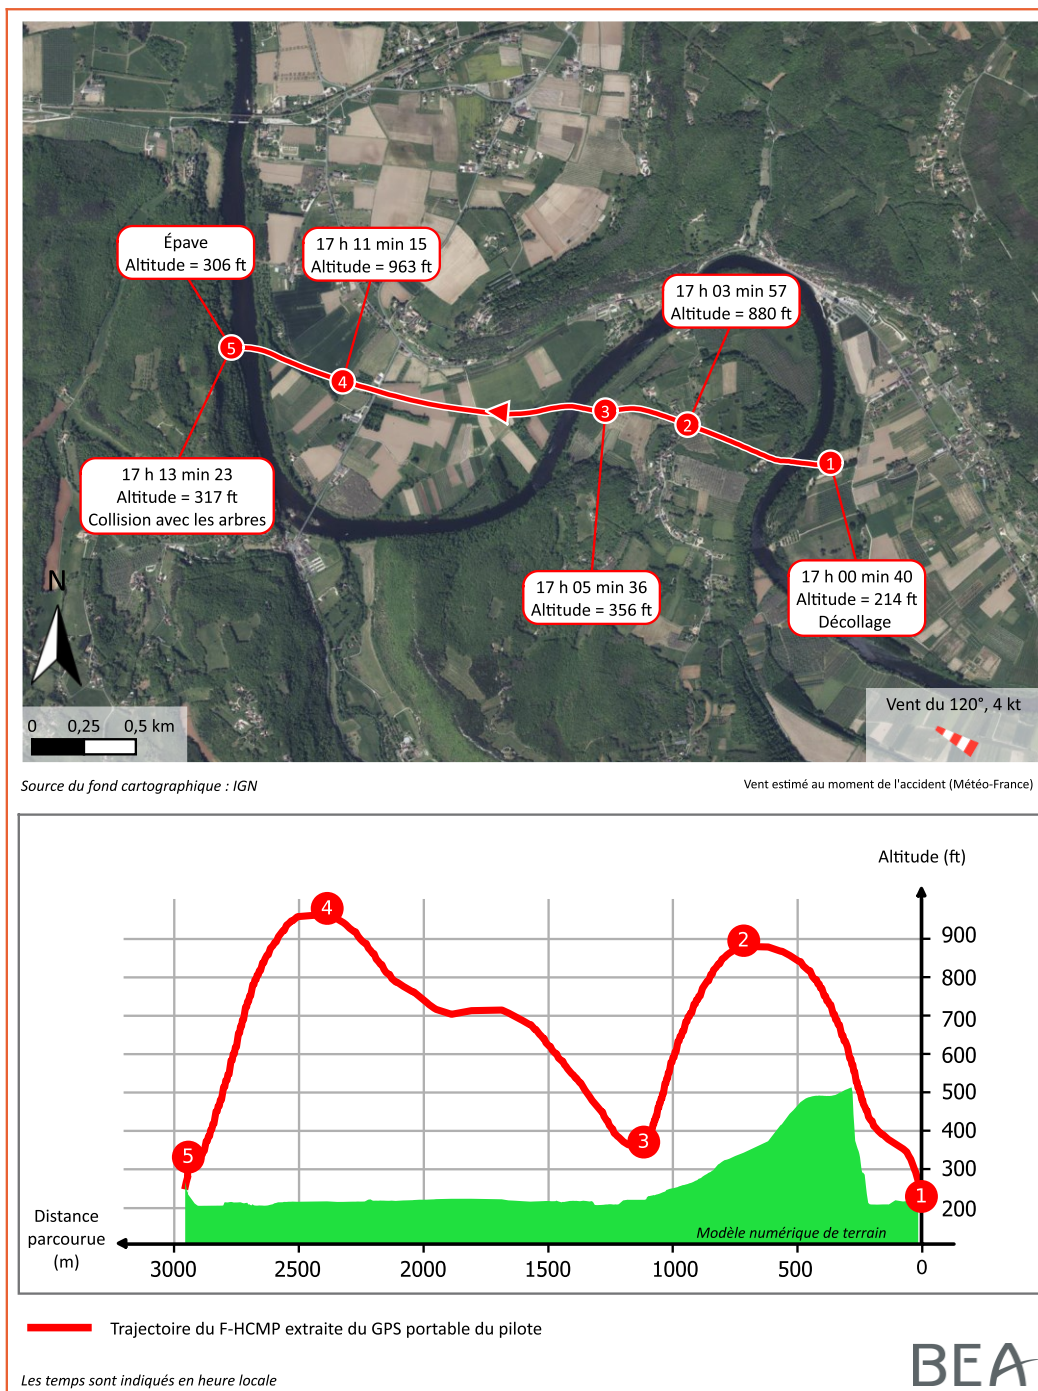 Épave
Altitude = 306 ft
17 h 11 min 15
Altitude = 963 ft
17 h 03 min 57
Altitude = 880 ft
5
4
3
2
1
17 h 13 min 23
Altitude = 317 ft
Collision avec les arbres
17 h 05 min 36
Altitude = 356 ft
17 h 00 min 40
Altitude = 214 ft
Décollage
N
0 0,25 0,5 km
Vent du 120°, 4 kt
Source du fond cartographique : IGN
Vent estimé au moment de l'accident (Météo-France)
Altitude (ft)
4
2
5
3
1
900
800
700
600
500
400
300
200
Modèle numérique de terrain
Distance
parcourue
(m)
3000 2500 2000 1500 1000 500 0
Trajectoire du F-HCMP extraite du GPS portable du pilote
Les temps sont indiqués en heure locale
BEA